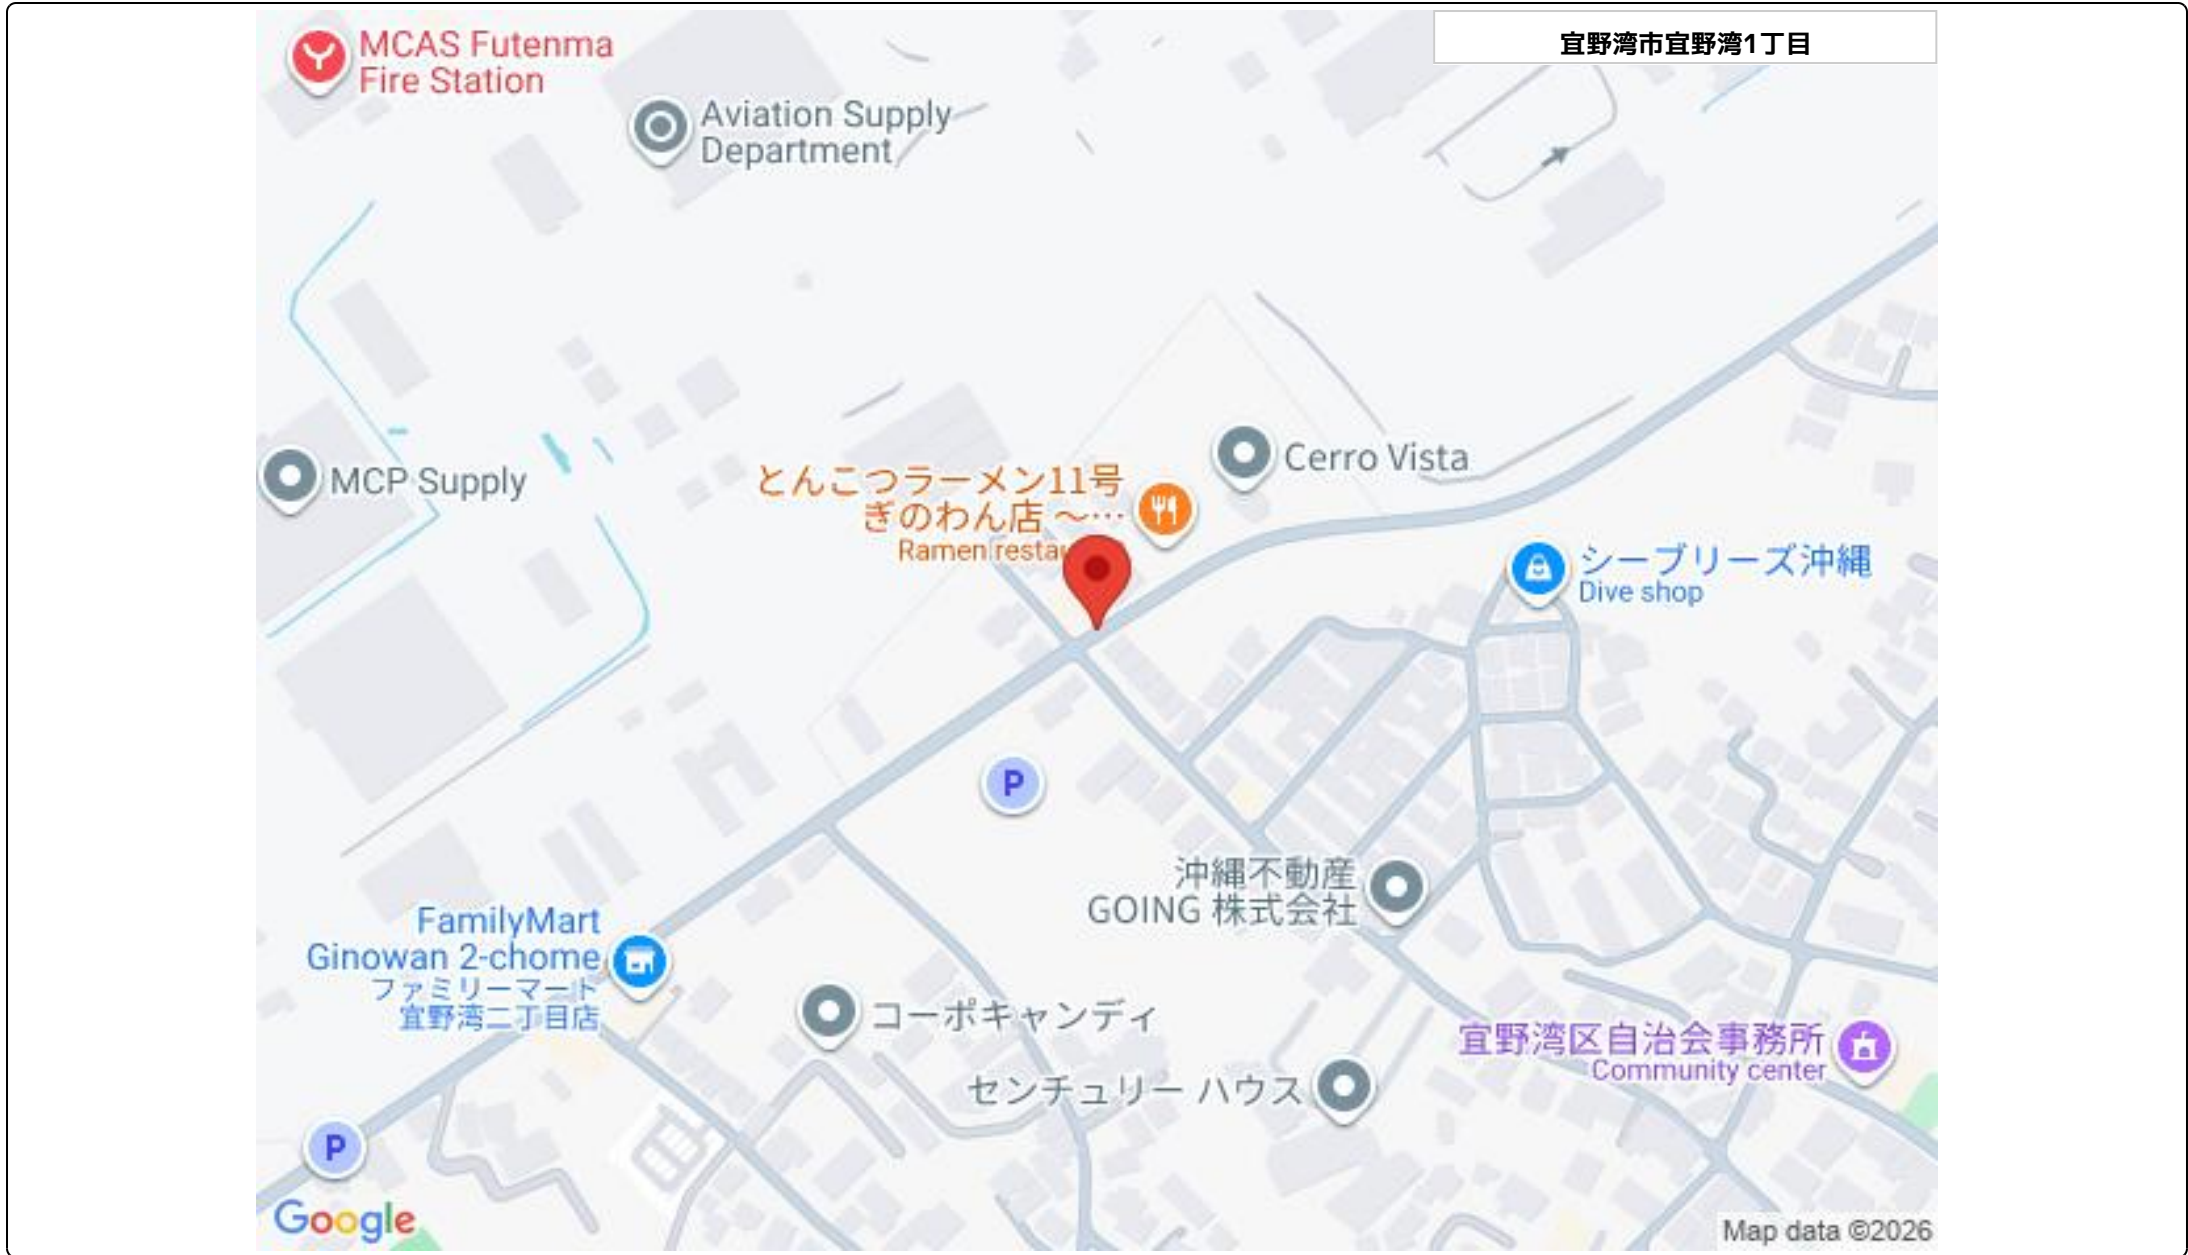 MCAS Futenma
Fire Station
宜野湾市宜野湾1丁目
Aviation Supply
Department
MCP Supply
Cerro Vista
とんこつラーメン11号
ぎのわん店 ～…
Ramen restau
シーブリーズ沖縄
Dive shop
P
沖縄不動産
GOING 株式会社
FamilyMart
Ginowan 2-chome
ファミリーマート
宜野湾二丁目店
コーポキャンディ
宜野湾区自治会事務所
Community center
センチュリー ハウス
P
Google
Map data ©2026